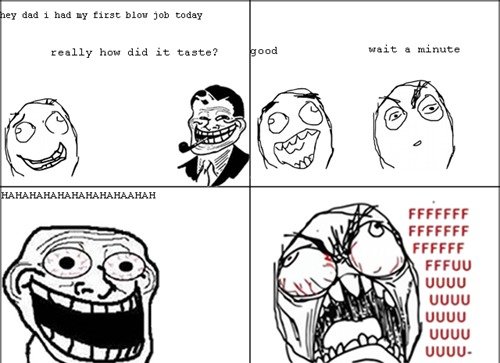 hey dad i had my first blow job today
really how did it taste?
good
wait a minute
HAHAHAHAHAHAHAHAHAAHAH
FFFFFFF
FFFFFFF
FFFFFF
FFFUU
UUUU
UUUU
UUUU
UUUU
UUUU-